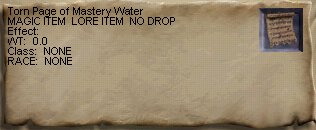 Torn Page of Mastery Water
MAGIC ITEM  LORE ITEM  NO DROP
Effect:
WT:  0.0
Class:  NONE
RACE:  NONE